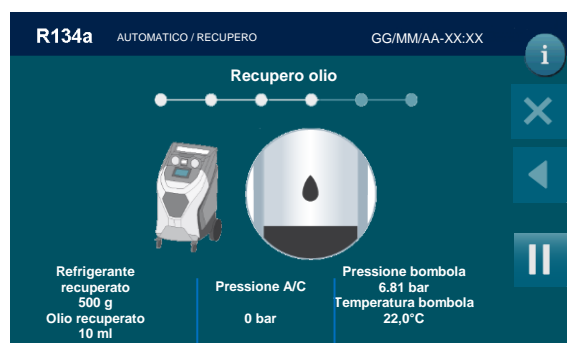 R134a AUTOMATICO / RECUPERO GG/MM/AA-XX:XX
i
Recupero olio
Refrigerante
recuperato
500 g
Olio recuperato
10 ml
Pressione A/C
0 bar
Pressione bombola
6.81 bar
Temperatura bombola
22,0°C